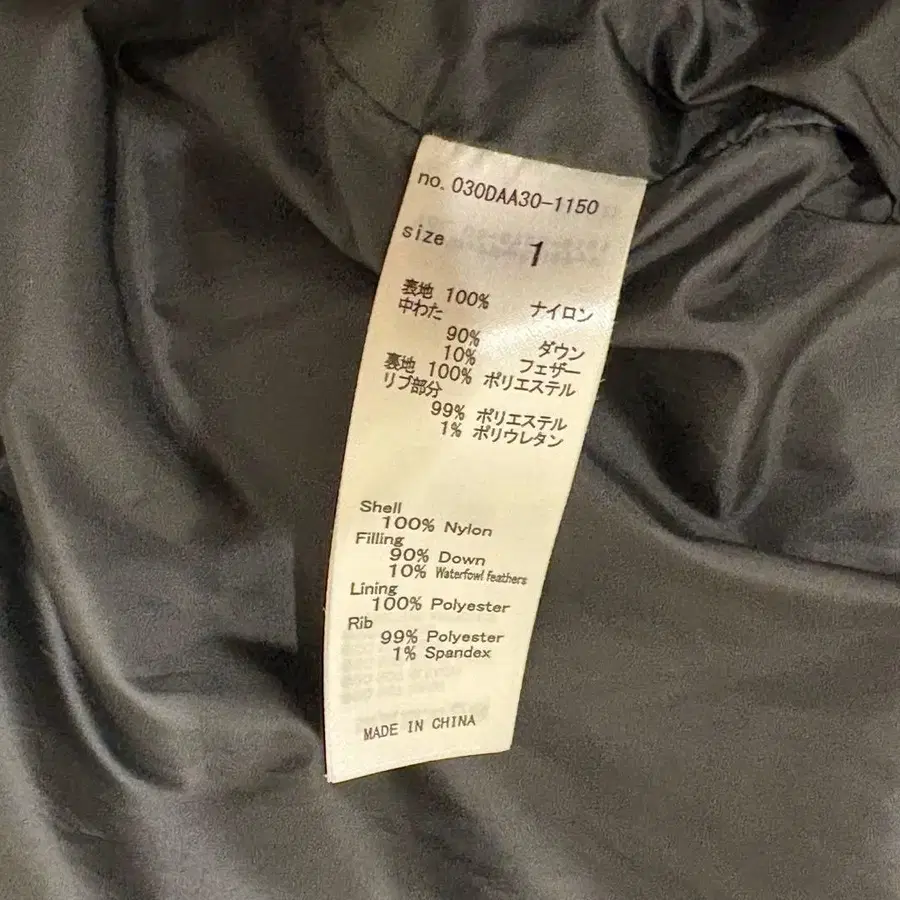 no. 030DAA30-1150
size 1
表地 100% ナイロン
中わた
90% ダウン
10% フェザー
裏地 100% ポリエステル
リブ部分
99% ポリエステル
1% ポリウレタン
Shell
100% Nylon
Filling
90% Down
10% Waterfowl feathers
Lining
100% Polyester
Rib
99% Polyester
1% Spandex
MADE IN CHINA